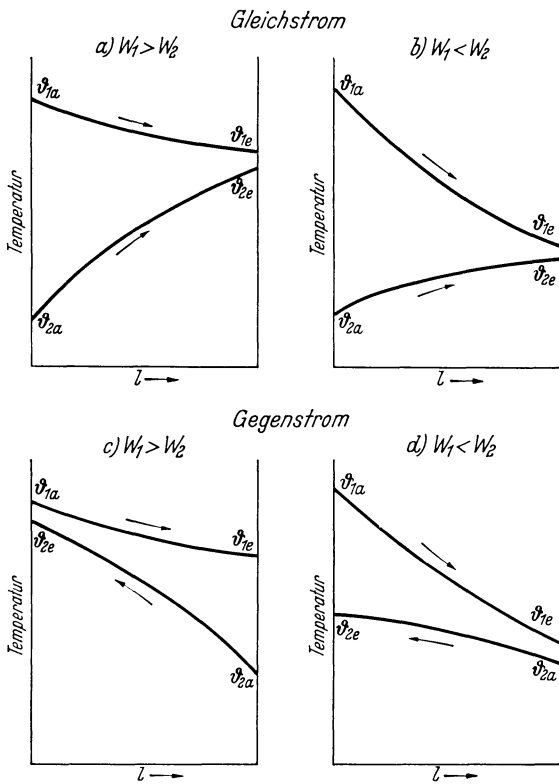 Gleichstrom
a) W₁ > W₂
b) W₁ < W₂
ϑ₁ₐ
ϑ₁ₑ
ϑ₂ₑ
ϑ₂ₐ
Temperatur
l →
ϑ₁ₐ
ϑ₁ₑ
ϑ₂ₑ
ϑ₂ₐ
Temperatur
l →
Gegenstrom
c) W₁ > W₂
d) W₁ < W₂
ϑ₁ₐ
ϑ₂ₑ
ϑ₁ₑ
ϑ₂ₐ
Temperatur
l →
ϑ₁ₐ
ϑ₁ₑ
ϑ₂ₑ
ϑ₂ₐ
Temperatur
l →